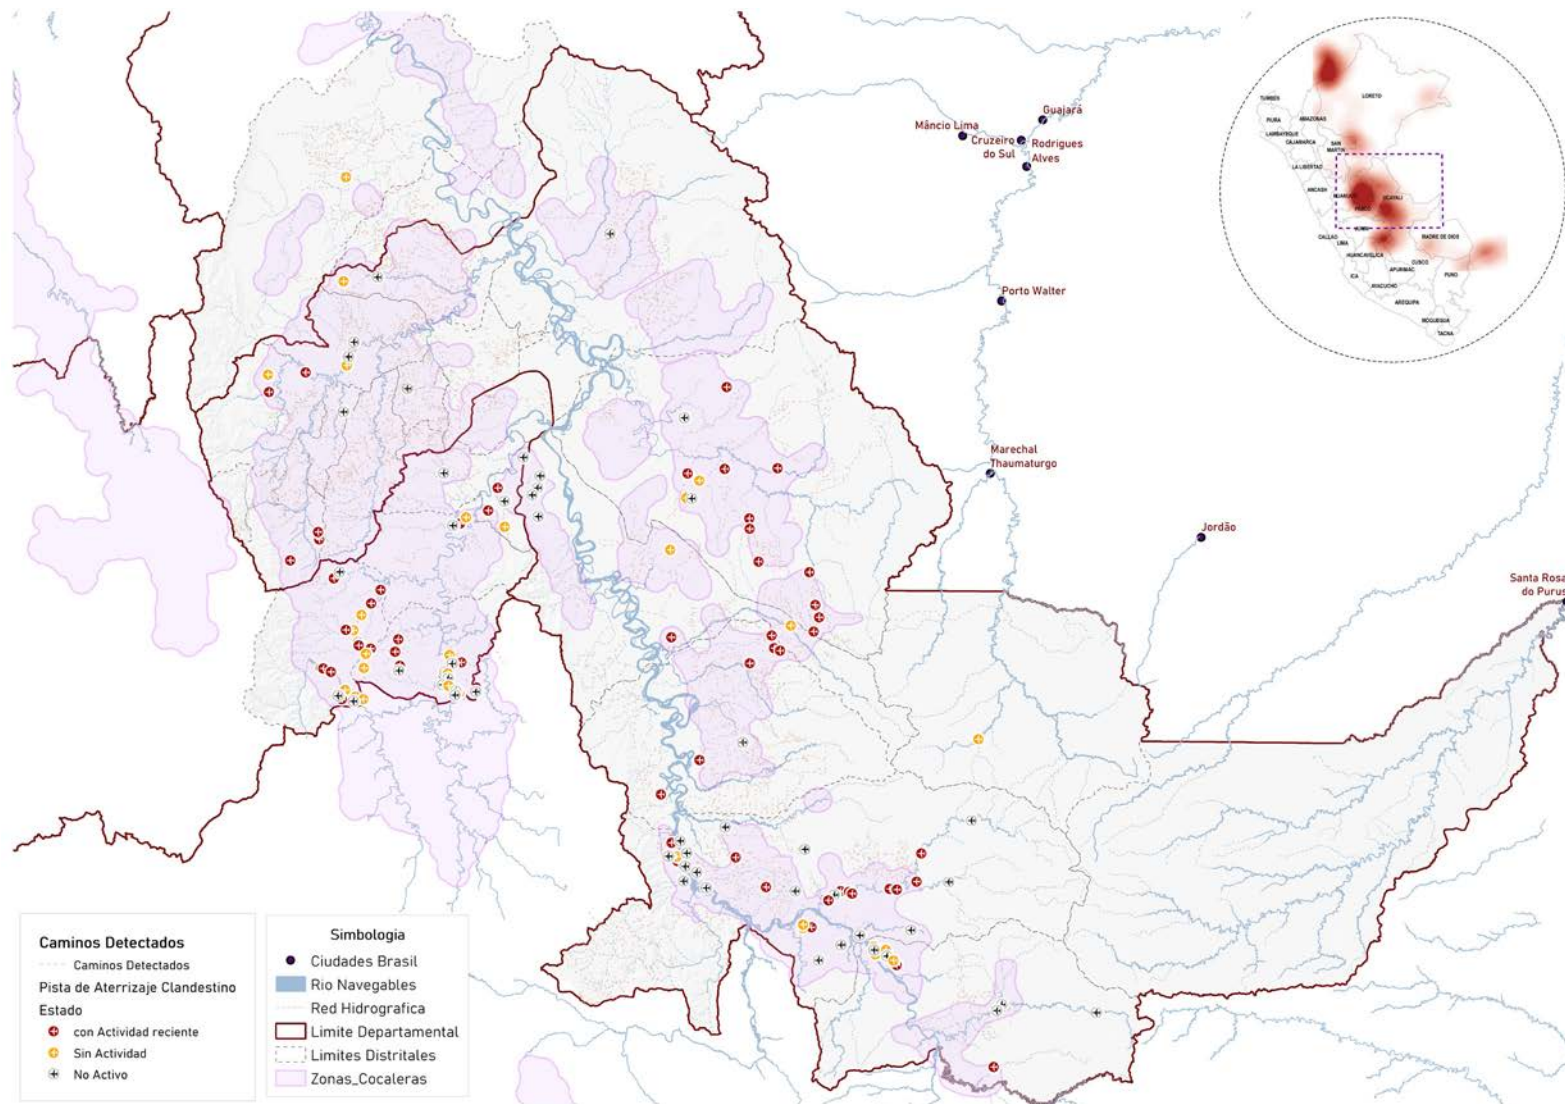 Guajará
Mâncio Lima
Cruzeiro
do Sul
Rodrigues
Alves
Porto Walter
Marechal
Thaumaturgo
Jordão
Santa Rosa
do Purus
TUMBES
PIURA
LAMBAYEQUE
AMAZONAS
CAJAMARCA
LORETO
SAN
MARTIN
LA LIBERTAD
ANCASH
HUANUCO
UCAYALI
PASCO
JUNIN
CALLAO
LIMA
MADRE DE DIOS
HUANCAVELICA
CUSCO
APURIMAC
ICA
AYACUCHO
PUNO
AREQUIPA
MOQUEGUA
TACNA
Caminos Detectados
Caminos Detectados
Pista de Aterrizaje Clandestino
Estado
con Actividad reciente
Sin Actividad
No Activo
Simbologia
Ciudades Brasil
Rio Navegables
Red Hidrografica
Limite Departamental
Limites Distritales
Zonas_Cocaleras